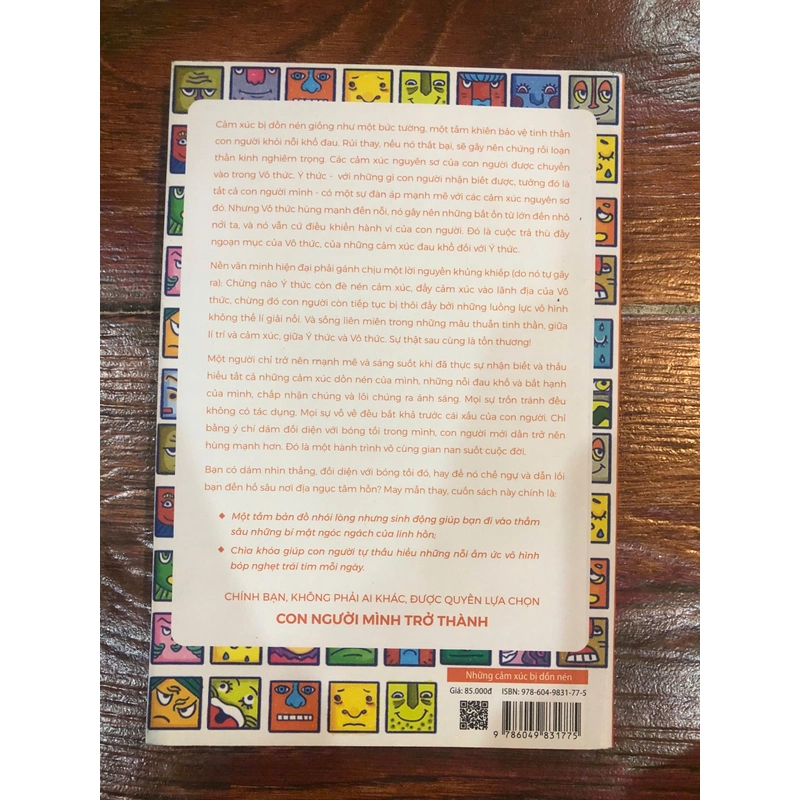 Cảm xúc bị dồn nén giống như một bức tường, một tấm khiên bảo vệ tinh thần
con người khỏi nỗi khổ đau. Rủi thay, nếu nó thất bại, sẽ gây nên chứng rối loạn
thần kinh nghiêm trọng. Các cảm xúc nguyên sơ của con người được chuyển
vào trong Vô thức. Ý thức - với những gì con người nhận biết được, tưởng đó là
tất cả con người mình - có một sự đàn áp mạnh mẽ với các cảm xúc nguyên sơ
đó. Nhưng Vô thức hùng mạnh đến nỗi, nó gây nên những bất ổn từ lớn đến nhỏ
nơi ta, và nó vẫn cứ điều khiển hành vi của con người. Đó là cuộc trả thù đầy
ngoạn mục của Vô thức, của những cảm xúc đau khổ đối với Ý thức.
Nền văn minh hiện đại phải gánh chịu một lời nguyền khủng khiếp (do nó tự gây
ra): Chừng nào Ý thức còn đè nén cảm xúc, đẩy cảm xúc vào lãnh địa của Vô
thức, chừng đó con người còn tiếp tục bị thôi đẩy bởi những luồng lực vô hình
không thể lí giải nổi. Và sống liên miên trong những mâu thuẫn tinh thần, giữa
lí trí và cảm xúc, giữa Ý thức và Vô thức. Sự thật sau cùng là tổn thương!
Một người chỉ trở nên mạnh mẽ và sáng suốt khi đã thực sự nhận biết và thấu
hiểu tất cả những cảm xúc dồn nén của mình, những nỗi đau khổ và bất hạnh
của mình, chấp nhận chúng và lôi chúng ra ánh sáng. Mọi sự trốn tránh đều
không có tác dụng. Mọi sự vỗ về đều bất khả trước cái xấu của con người. Chỉ
bằng ý chí dám đối diện với bóng tối trong mình, con người mới dần trở nên
hùng mạnh hơn. Đó là một hành trình vô cùng gian nan suốt cuộc đời.
Bạn có dám nhìn thẳng, đối diện với bóng tối đó, hay để nó chế ngự và dẫn lối
bạn đến hố sâu nơi địa ngục tâm hồn? May mắn thay, cuốn sách này chính là:
Một tấm bản đồ nhói lòng nhưng sinh động giúp bạn đi vào thẳm
sâu những bí mật ngóc ngách của linh hồn;
Chìa khóa giúp con người tự thấu hiểu những nỗi ấm ức vô hình
bóp nghẹt trái tim mỗi ngày.
CHÍNH BẠN, KHÔNG PHẢI AI KHÁC, ĐƯỢC QUYỀN LỰA CHỌN
CON NGƯỜI MÌNH TRỞ THÀNH
Những cảm xúc bị dồn nén
Giá: 85.000đ ISBN: 978-604-9831-77-5
9 786049 831775